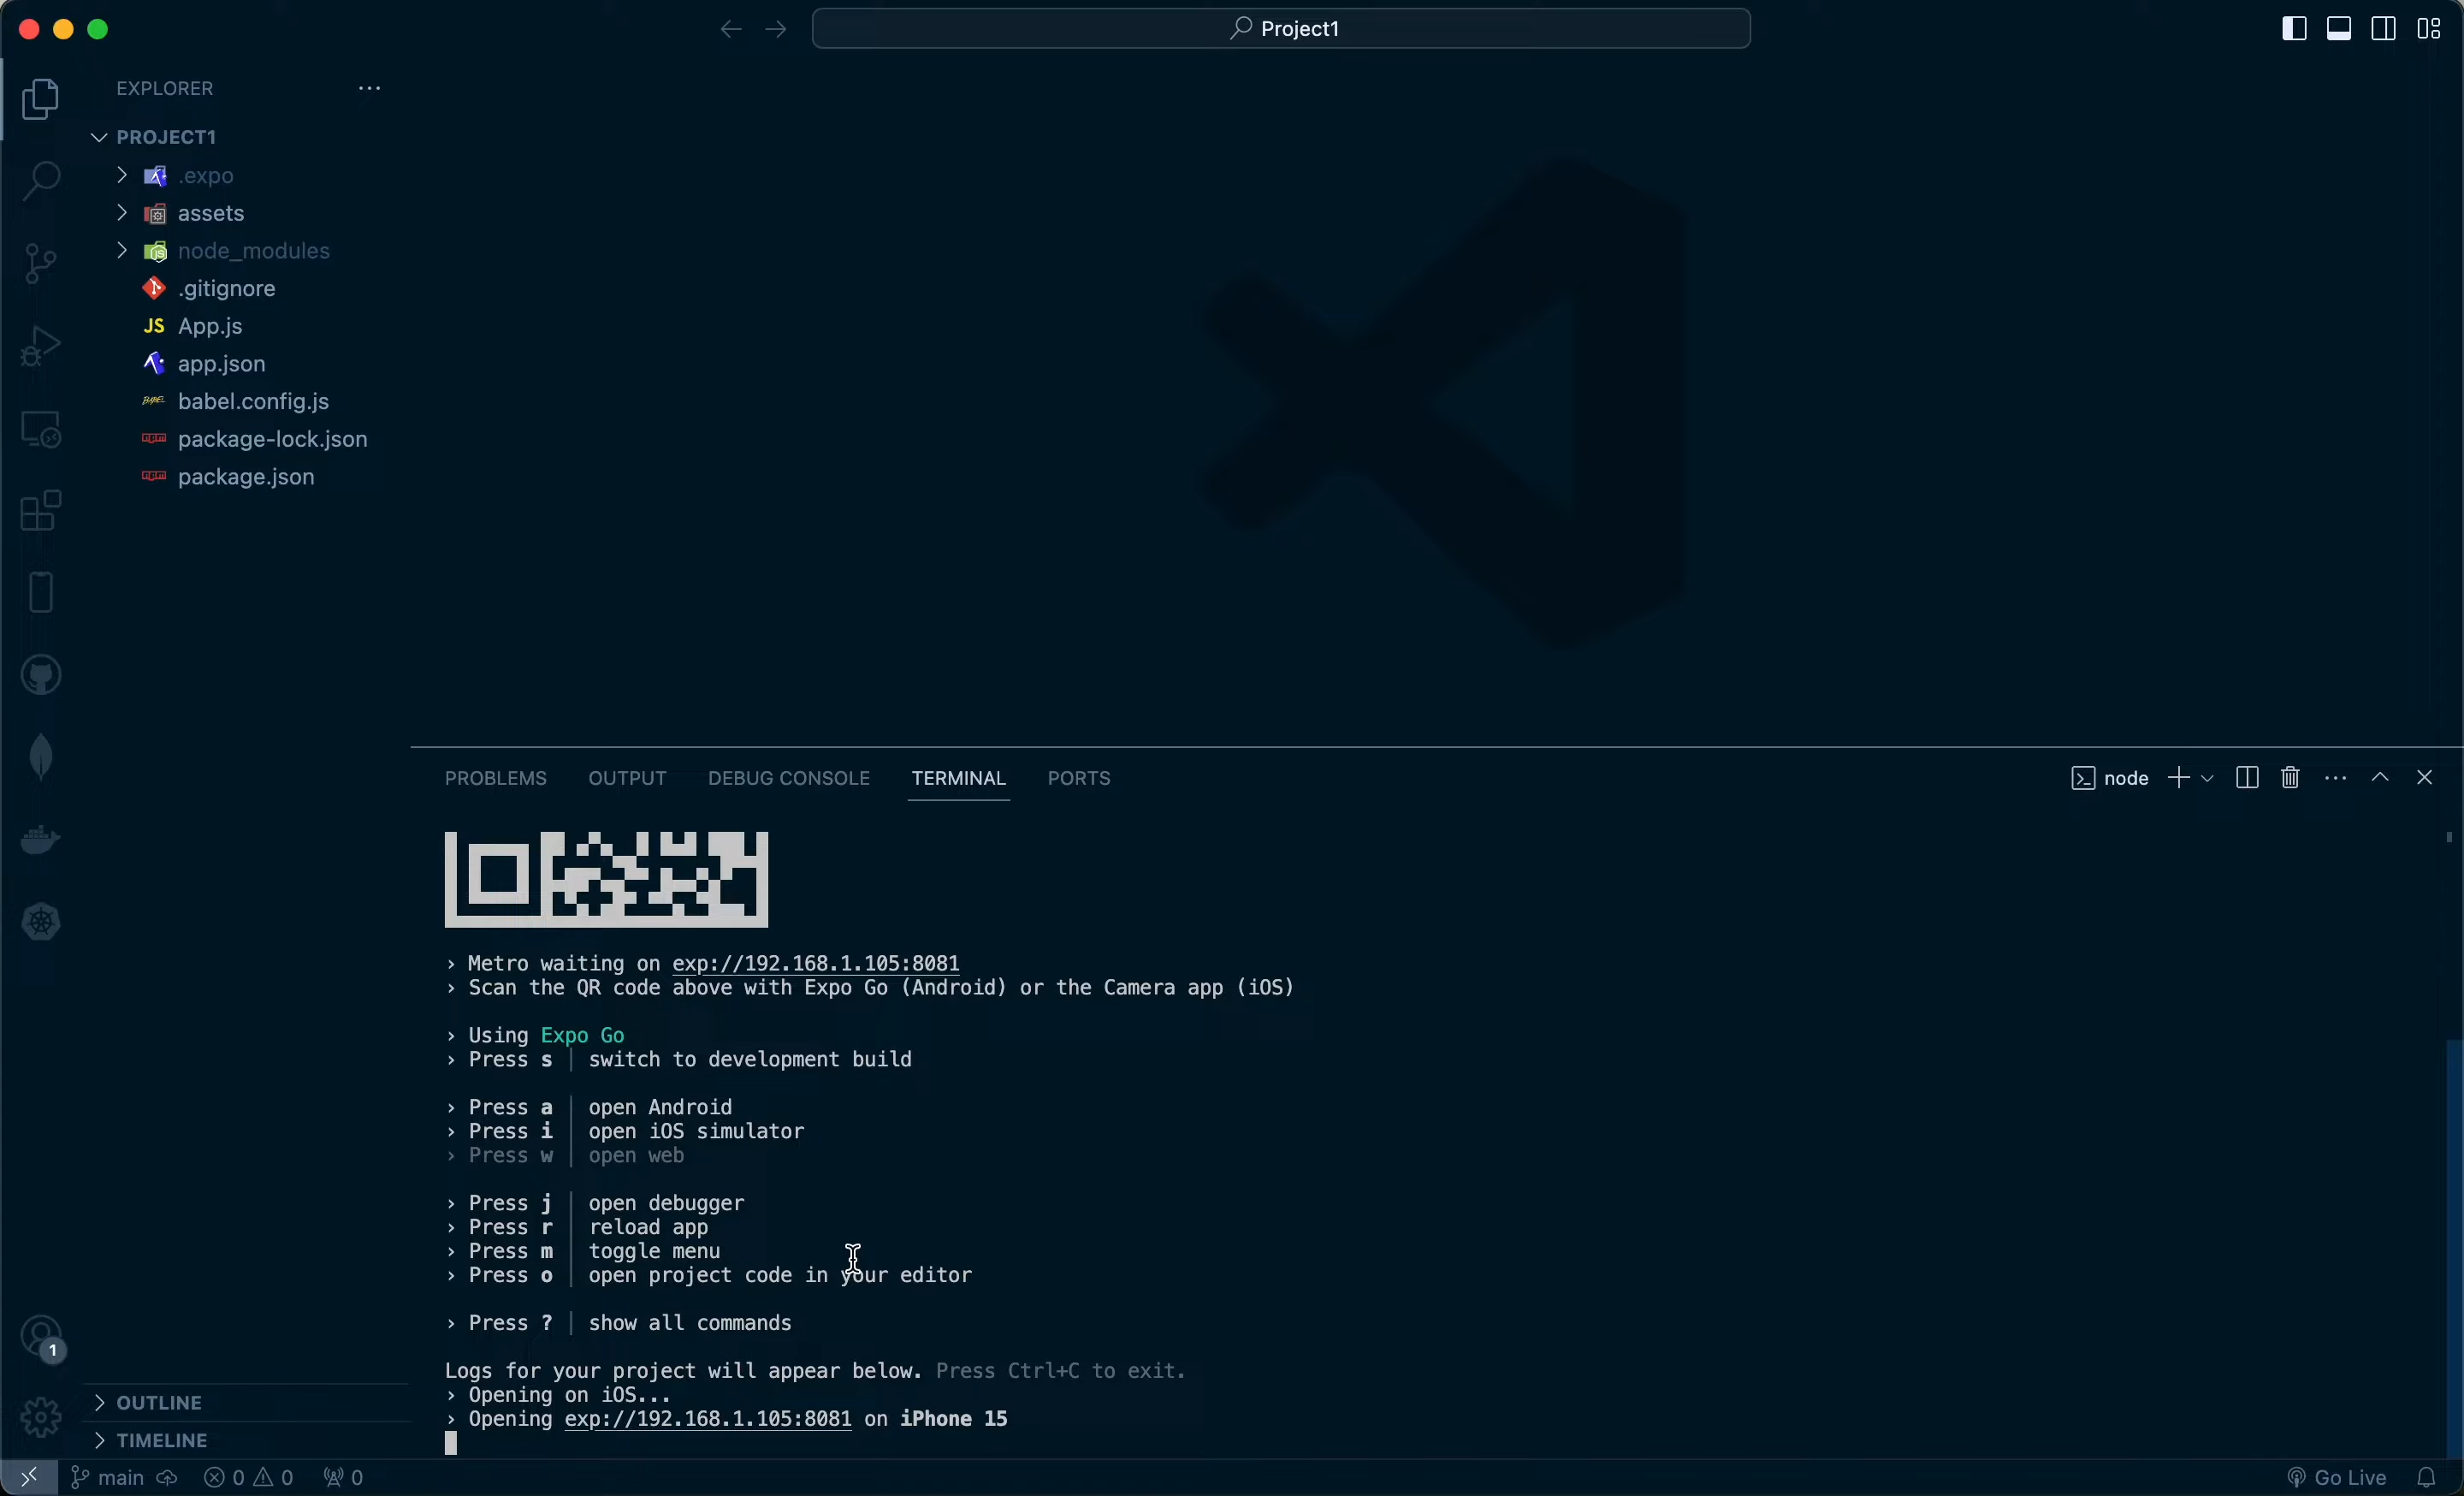 Project1
EXPLORER
PROJECT1
.expo
assets
node_modules
.gitignore
JS App.js
app.json
BABEL babel.config.js
package-lock.json
package.json
PROBLEMS OUTPUT DEBUG CONSOLE TERMINAL PORTS
node
› Metro waiting on exp://192.168.1.105:8081
› Scan the QR code above with Expo Go (Android) or the Camera app (iOS)
› Using Expo Go
› Press s │ switch to development build
› Press a │ open Android
› Press i │ open iOS simulator
› Press w │ open web
› Press j │ open debugger
› Press r │ reload app
› Press m │ toggle menu
› Press o │ open project code in your editor
› Press ? │ show all commands
Logs for your project will appear below. Press Ctrl+C to exit.
› Opening on iOS...
› Opening exp://192.168.1.105:8081 on iPhone 15
1
OUTLINE
TIMELINE
main 0 0 0 Go Live